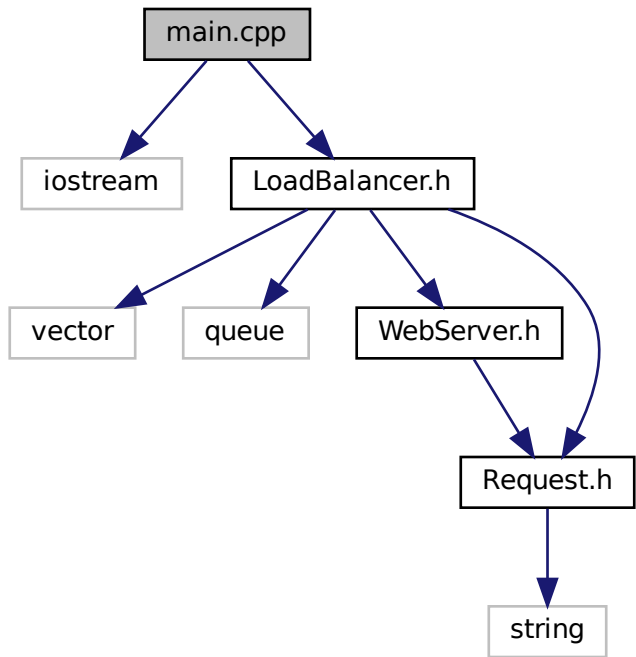 main.cpp
iostream
LoadBalancer.h
vector
queue
WebServer.h
Request.h
string